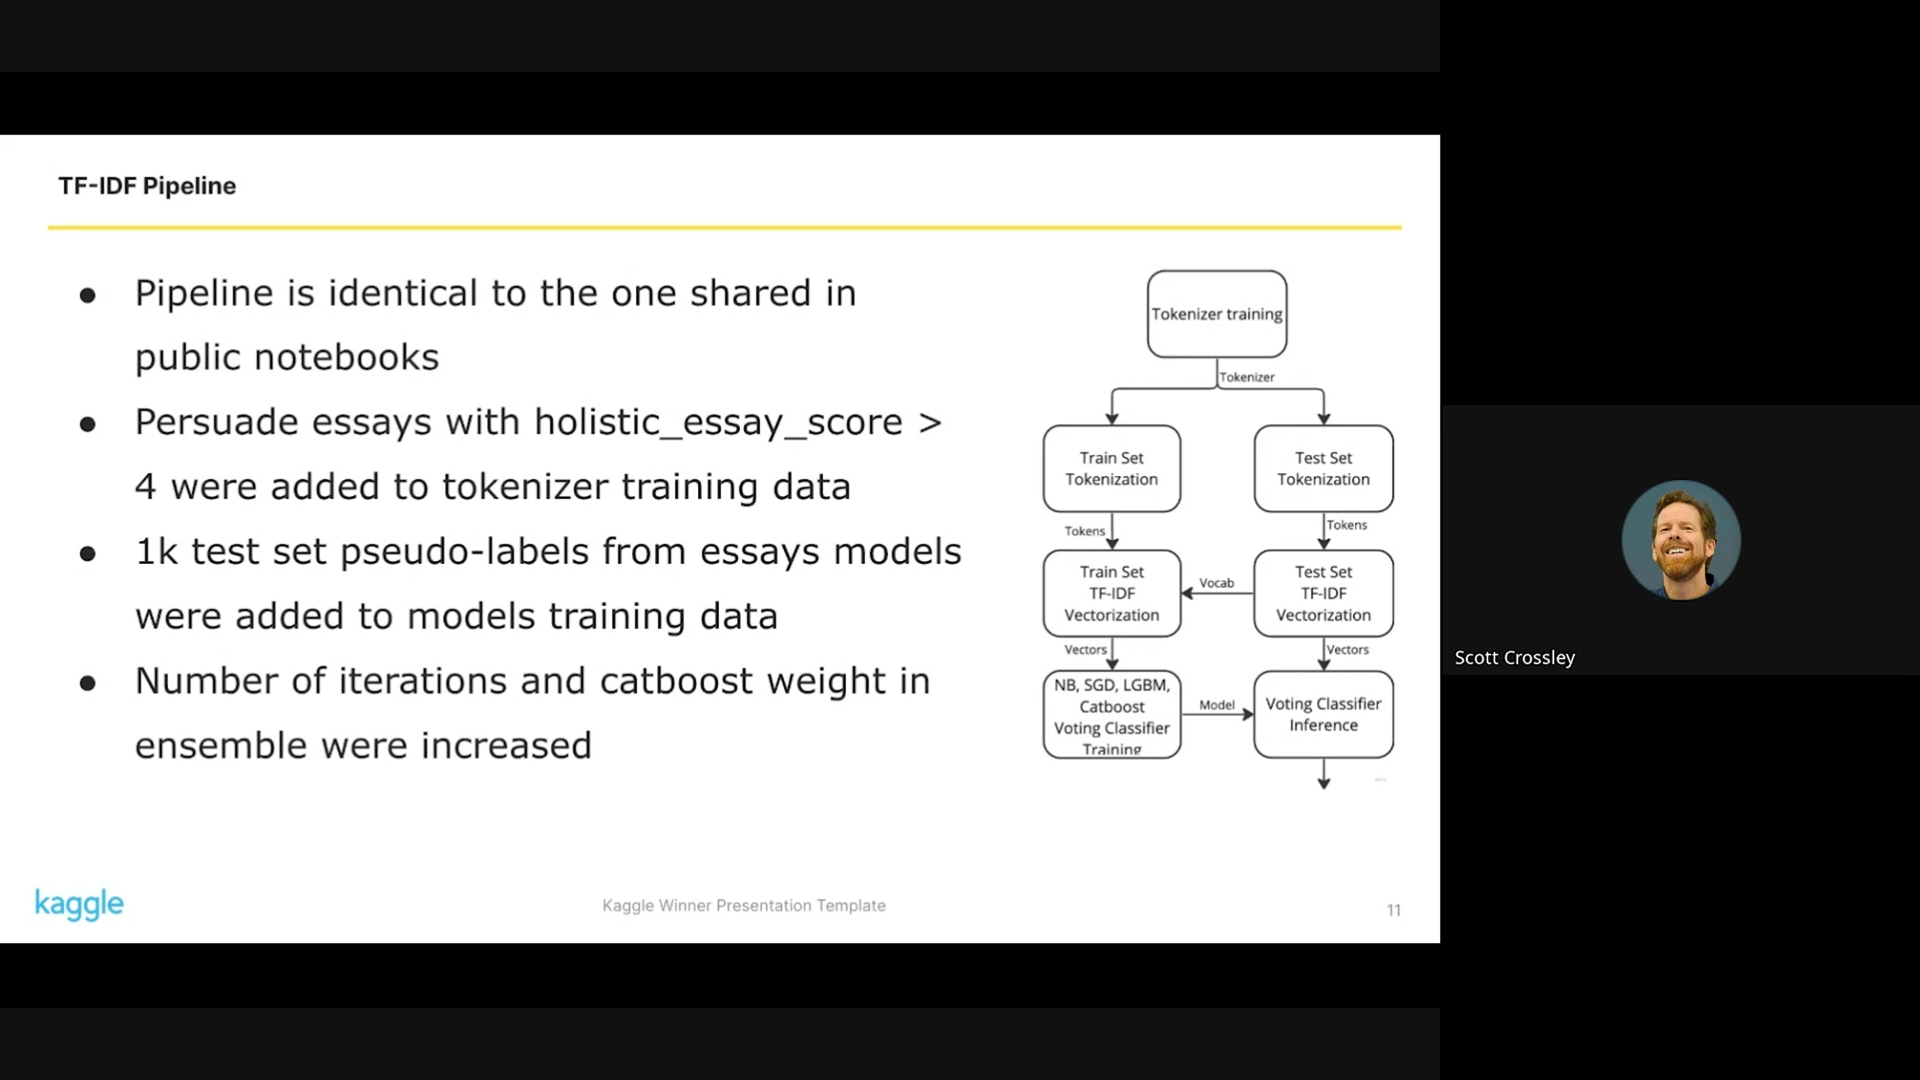 TF-IDF Pipeline
● Pipeline is identical to the one shared in
public notebooks
● Persuade essays with holistic_essay_score >
4 were added to tokenizer training data
● 1k test set pseudo-labels from essays models
were added to models training data
● Number of iterations and catboost weight in
ensemble were increased
Tokenizer training
Tokenizer
Train Set
Tokenization
Test Set
Tokenization
Tokens
Tokens
Train Set
TF-IDF
Vectorization
Vocab
Test Set
TF-IDF
Vectorization
Vectors
Vectors
NB, SGD, LGBM,
Catboost
Voting Classifier
Training
Model
Voting Classifier
Inference
kaggle
Kaggle Winner Presentation Template
11
Scott Crossley